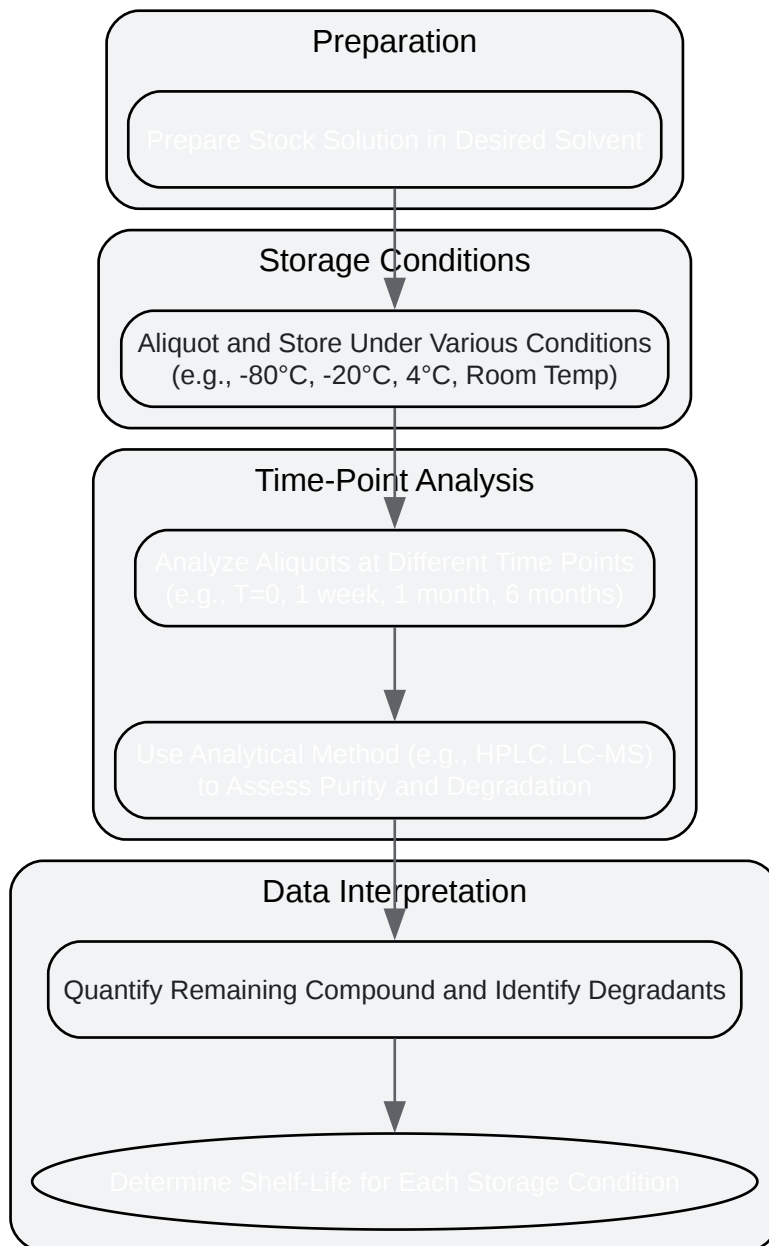 Preparation
Prepare Stock Solution in Desired Solvent
Storage Conditions
Aliquot and Store Under Various Conditions
(e.g., -80°C, -20°C, 4°C, Room Temp)
Time-Point Analysis
Analyze Aliquots at Different Time Points
(e.g., T=0, 1 week, 1 month, 6 months)
Use Analytical Method (e.g., HPLC, LC-MS)
to Assess Purity and Degradation
Data Interpretation
Quantify Remaining Compound and Identify Degradants
Determine Shelf-Life for Each Storage Condition